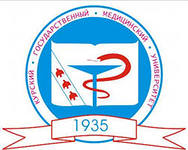 КУРСКИЙ ГОСУДАРСТВЕННЫЙ МЕДИЦИНСКИЙ УНИВЕРСИТЕТ
1935